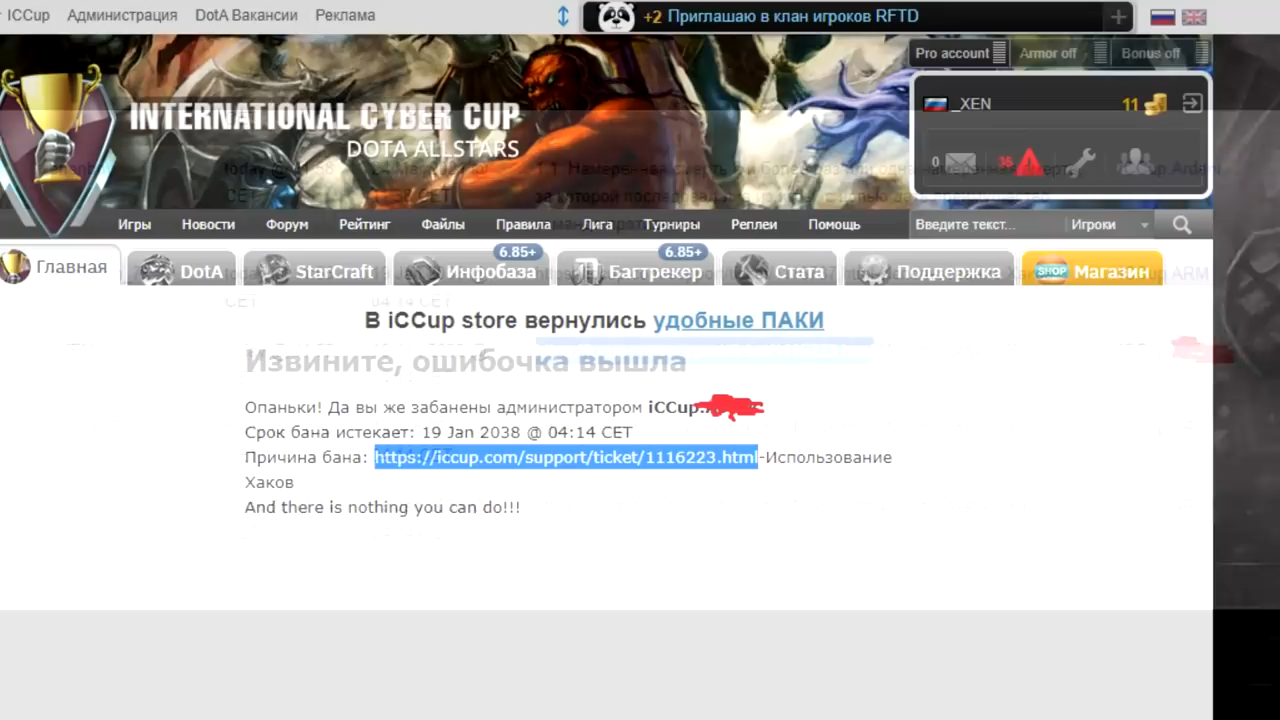 ICCup Администрация DotA Вакансии Реклама
+2 Приглашаю в клан игроков RFTD
Pro account Armor off Bonus off
INTERNATIONAL CYBER CUP
DOTA ALLSTARS
_XEN 11
0 36
Игры Новости Форум Рейтинг Файлы Правила Лига Турниры Реплеи Помощь Введите текст... Игроки
6.85+ 6.85+
Главная DotA StarCraft Инфобаза Багтрекер Стата Поддержка SHOP Магазин
В iCCup store вернулись удобные ПАКИ
Извините, ошибочка вышла
Опаньки! Да вы же забанены администратором iCCup.
Срок бана истекает: 19 Jan 2038 @ 04:14 CET
Причина бана: https://iccup.com/support/ticket/1116223.html-Использование
Хаков
And there is nothing you can do!!!